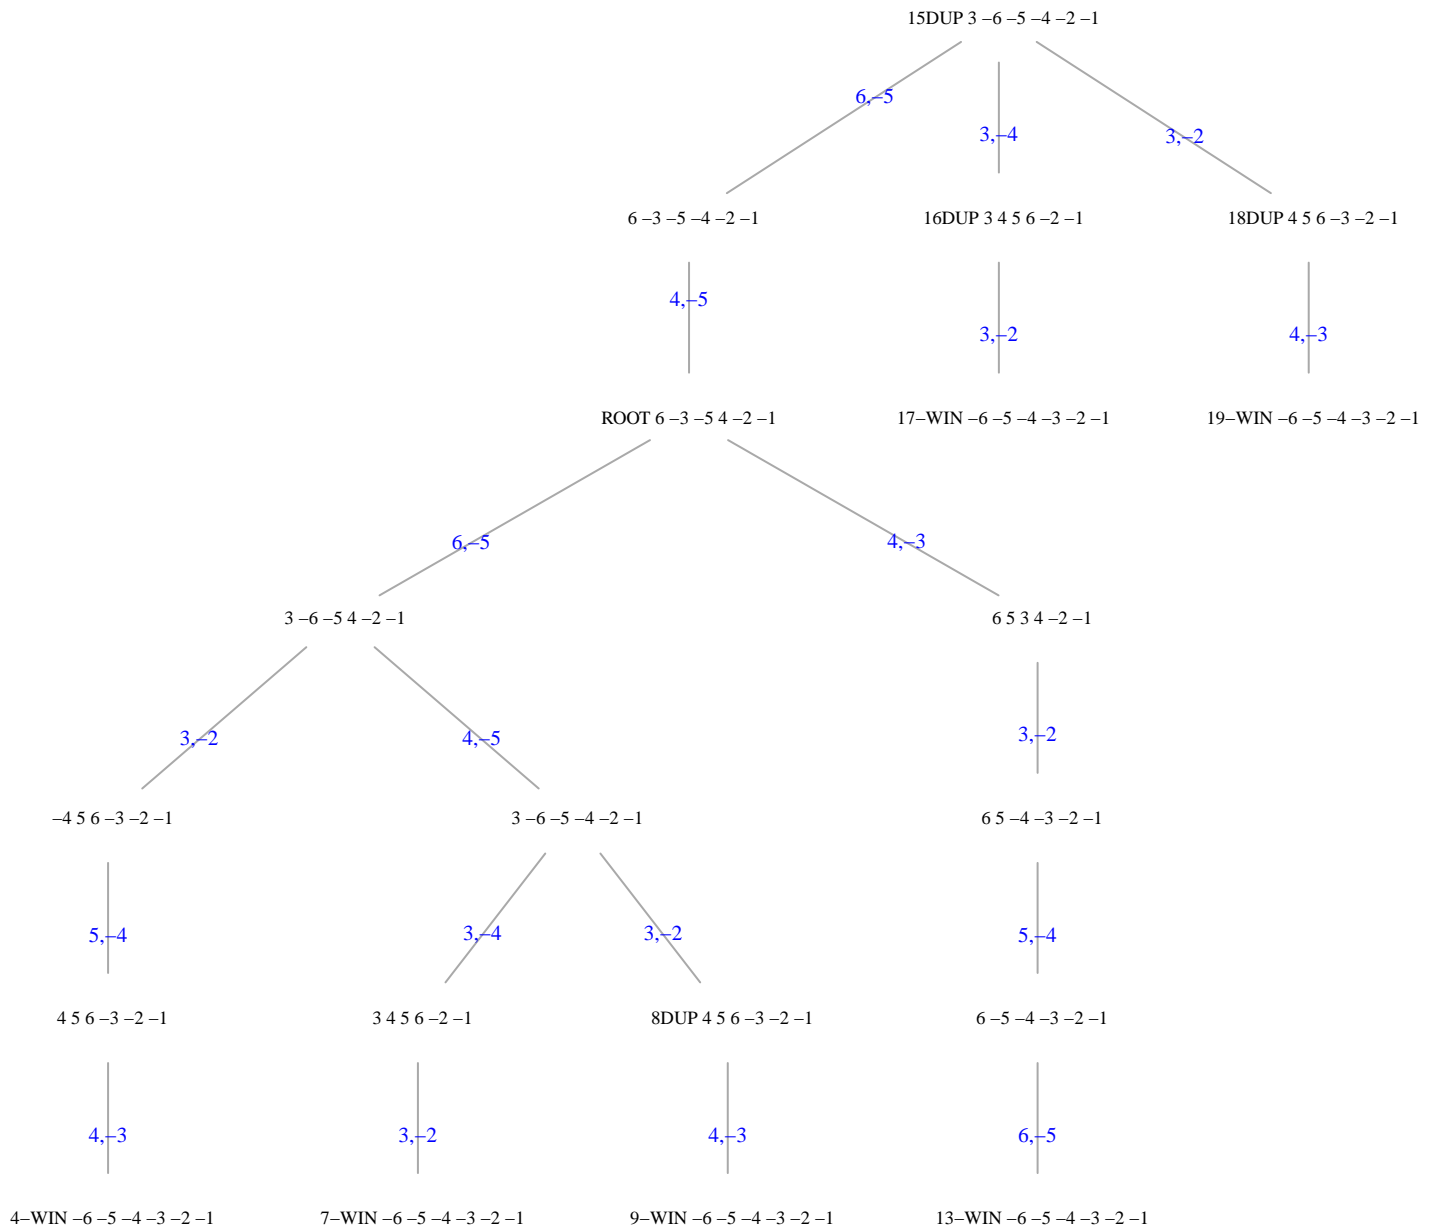 15DUP 3 –6 –5 –4 –2 –1
6,–5
3,–4
3,–2
6 –3 –5 –4 –2 –1
16DUP 3 4 5 6 –2 –1
18DUP 4 5 6 –3 –2 –1
4,–5
3,–2
4,–3
ROOT 6 –3 –5 4 –2 –1
17–WIN –6 –5 –4 –3 –2 –1
19–WIN –6 –5 –4 –3 –2 –1
6,–5
4,–3
3 –6 –5 4 –2 –1
6 5 3 4 –2 –1
3,–2
4,–5
3,–2
–4 5 6 –3 –2 –1
3 –6 –5 –4 –2 –1
6 5 –4 –3 –2 –1
5,–4
3,–4
3,–2
5,–4
4 5 6 –3 –2 –1
3 4 5 6 –2 –1
8DUP 4 5 6 –3 –2 –1
6 –5 –4 –3 –2 –1
4,–3
3,–2
4,–3
6,–5
4–WIN –6 –5 –4 –3 –2 –1
7–WIN –6 –5 –4 –3 –2 –1
9–WIN –6 –5 –4 –3 –2 –1
13–WIN –6 –5 –4 –3 –2 –1